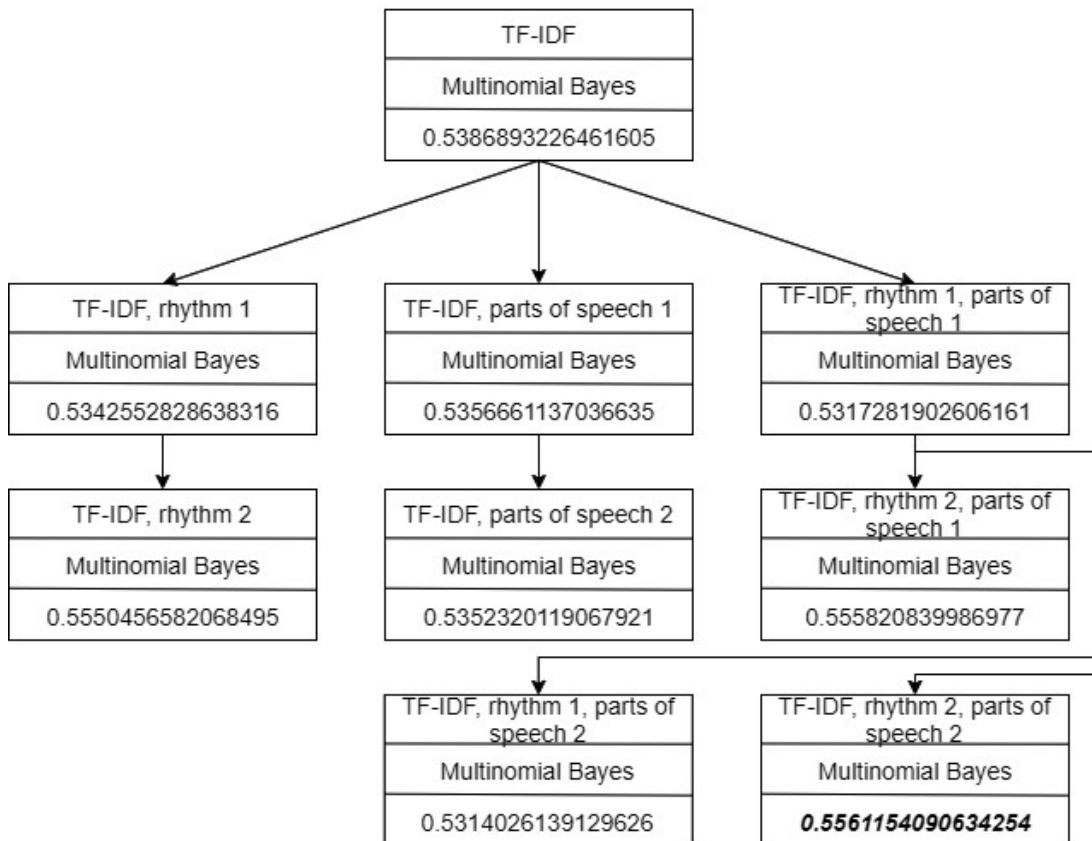 TF-IDF
Multinomial Bayes
0.5386893226461605
TF-IDF, rhythm 1
Multinomial Bayes
0.5342552828638316
TF-IDF, parts of speech 1
Multinomial Bayes
0.5356661137036635
TF-IDF, rhythm 1, parts of
speech 1
Multinomial Bayes
0.5317281902606161
TF-IDF, rhythm 2
Multinomial Bayes
0.5550456582068495
TF-IDF, parts of speech 2
Multinomial Bayes
0.5352320119067921
TF-IDF, rhythm 2, parts of
speech 1
Multinomial Bayes
0.555820839986977
TF-IDF, rhythm 1, parts of
speech 2
Multinomial Bayes
0.5314026139129626
TF-IDF, rhythm 2, parts of
speech 2
Multinomial Bayes
0.5561154090634254